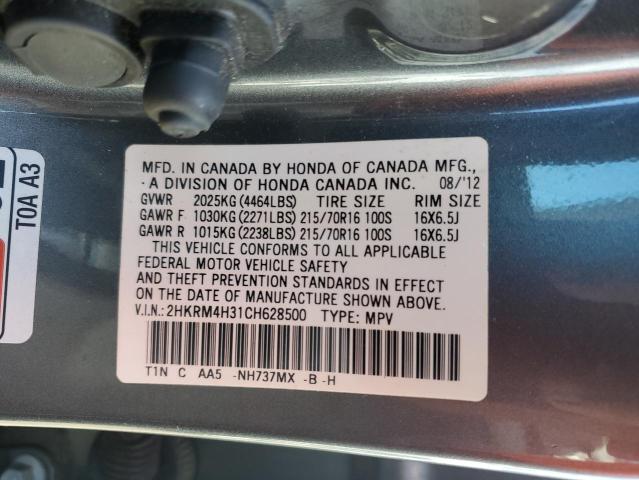 MFD. IN CANADA BY HONDA OF CANADA MFG.,
A DIVISION OF HONDA CANADA INC. 08/'12
GVWR 2025KG (4464LBS) TIRE SIZE RIM SIZE
GAWR F 1030KG (2271LBS) 215/70R16 100S 16X6.5J
GAWR R 1015KG (2238LBS) 215/70R16 100S 16X6.5J
THIS VEHICLE CONFORMS TO ALL APPLICABLE
FEDERAL MOTOR VEHICLE SAFETY
AND THEFT PREVENTION STANDARDS IN EFFECT
ON THE DATE OF MANUFACTURE SHOWN ABOVE.
V.I.N.: 2HKRM4H31CH628500 TYPE: MPV
T1N C AA5 -NH737MX -B -H
T0A A3